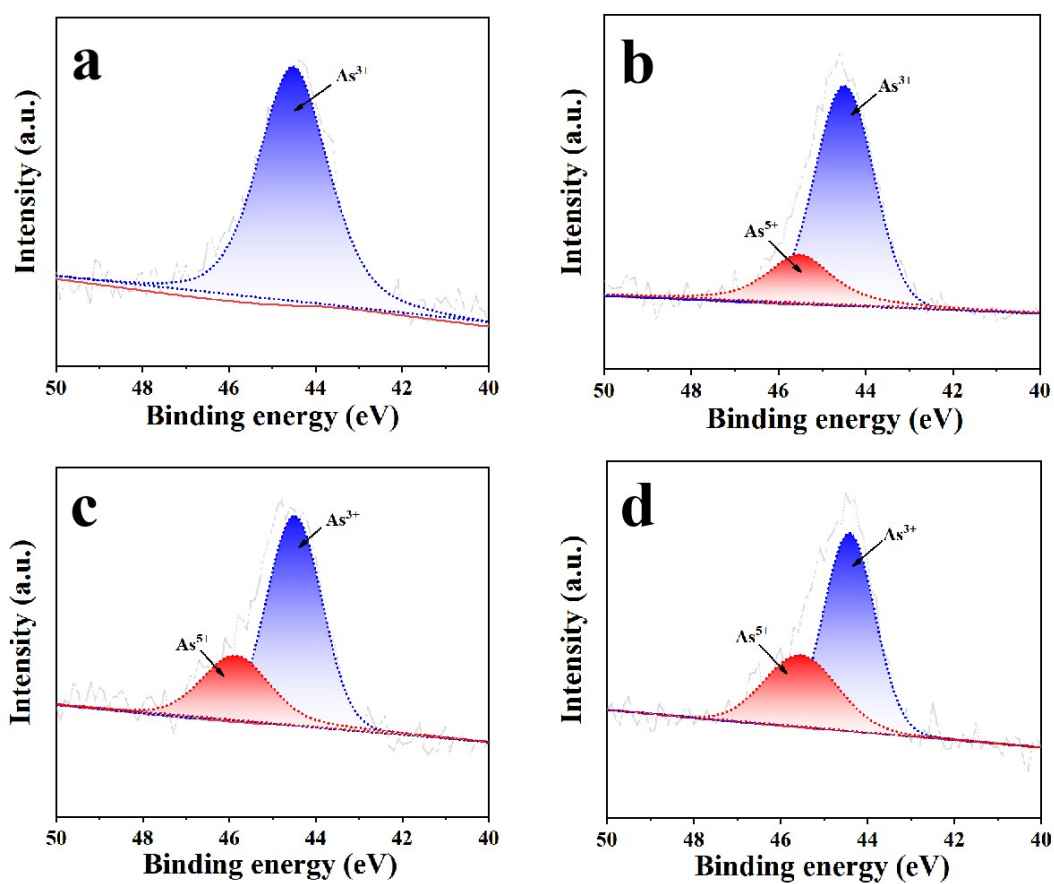 a
As³⁺
Intensity (a.u.)
50 48 46 44 42 40
Binding energy (eV)
b
As³⁺
As⁵⁺
Intensity (a.u.)
50 48 46 44 42 40
Binding energy (eV)
c
As³⁺
As⁵⁺
Intensity (a.u.)
50 48 46 44 42 40
Binding energy (eV)
d
As³⁺
As⁵⁺
Intensity (a.u.)
50 48 46 44 42 40
Binding energy (eV)